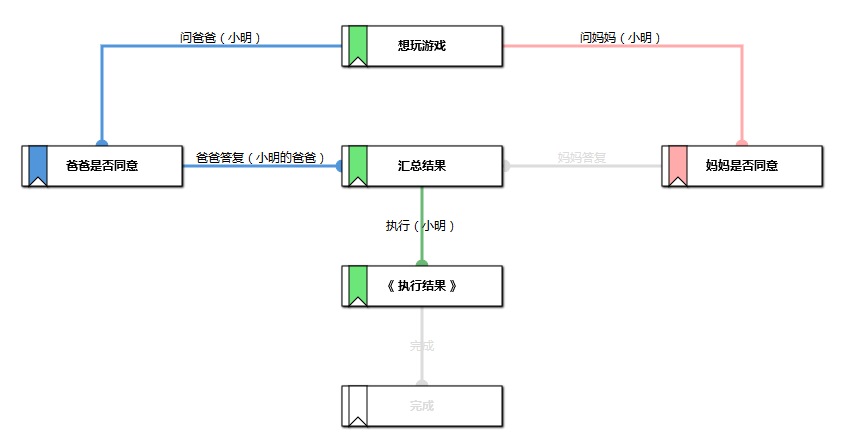 问爸爸（小明）
想玩游戏
问妈妈（小明）
爸爸是否同意
爸爸答复（小明的爸爸）
汇总结果
妈妈答复
妈妈是否同意
执行（小明）
《 执行结果 》
完成
完成